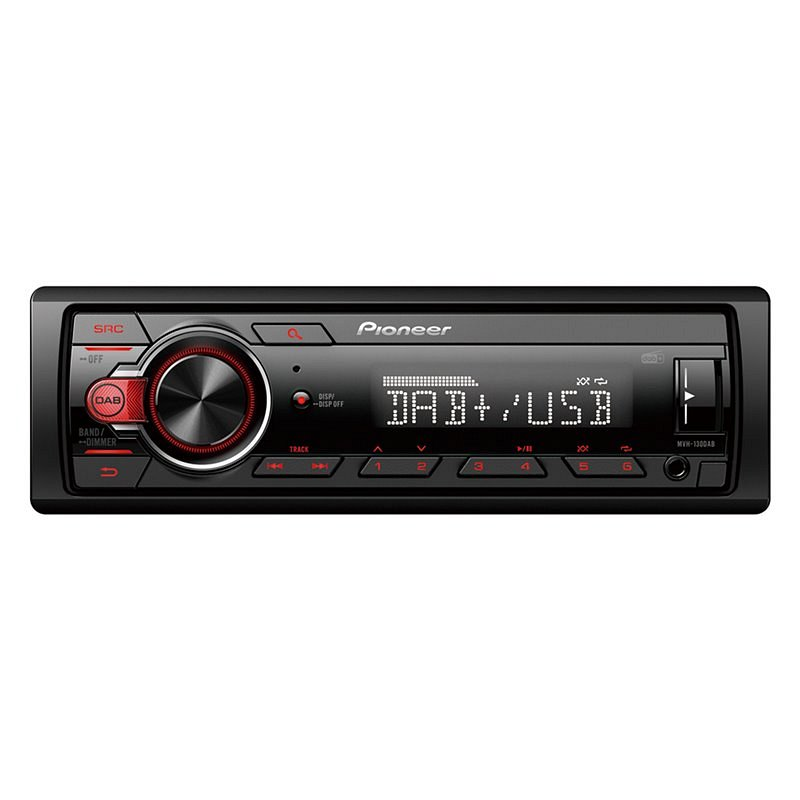 SRC
OFF
Pioneer
dab+
DAB
DISP/
DISP OFF
DAB+/USB
BAND/
DIMMER
TRACK
MVH-130DAB
1 2 3 4 5 6